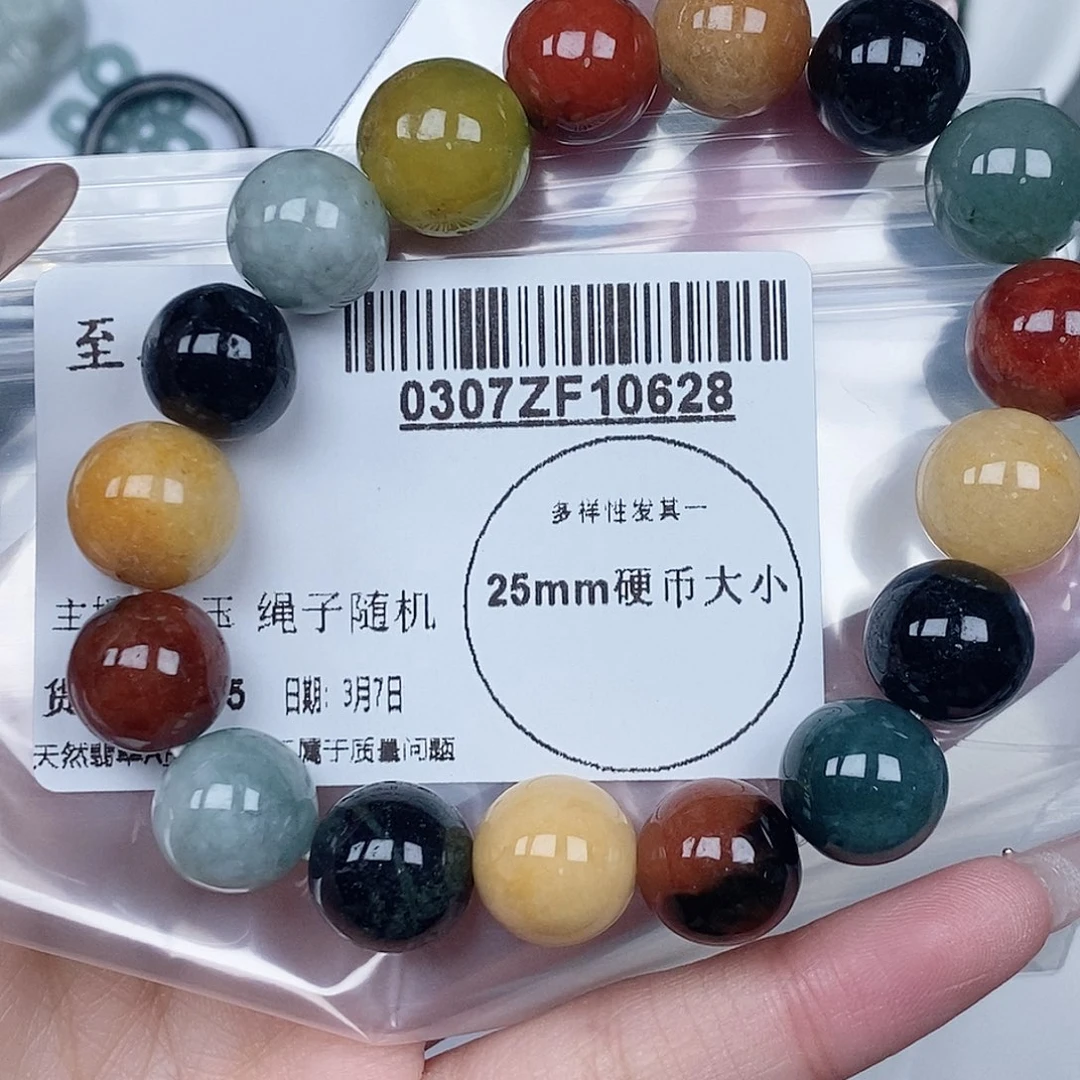 至
0307ZF10628
多样性发其一
25mm硬币大小
主 玉 绳子随机
货 5 日期: 3月7日
天然翡翠A 属于质量问题